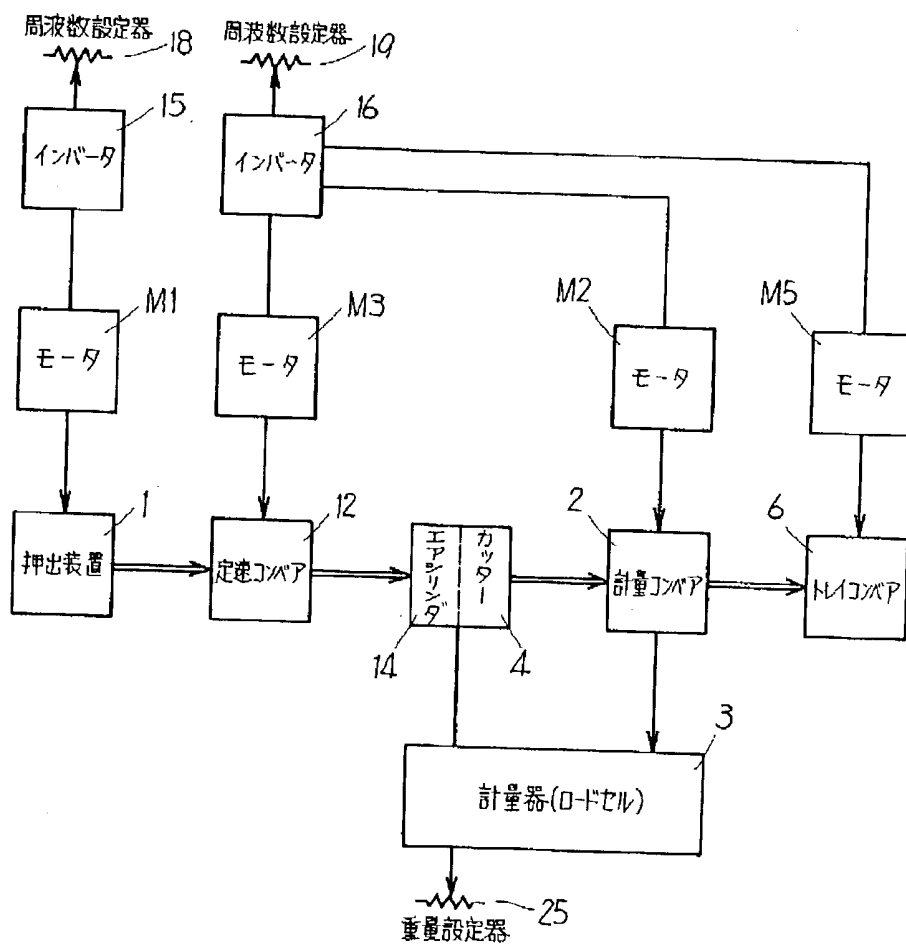 周波数設定器
18
周波数設定器
19
15
インバータ
16
インバータ
M1
モータ
M3
モータ
M2
モータ
M5
モータ
1
押出装置
12
定速コンベア
エアシリンダ
カッター
14
4
2
計量コンベア
6
トレイコンベア
3
計量器(ロードセル)
25
重量設定器